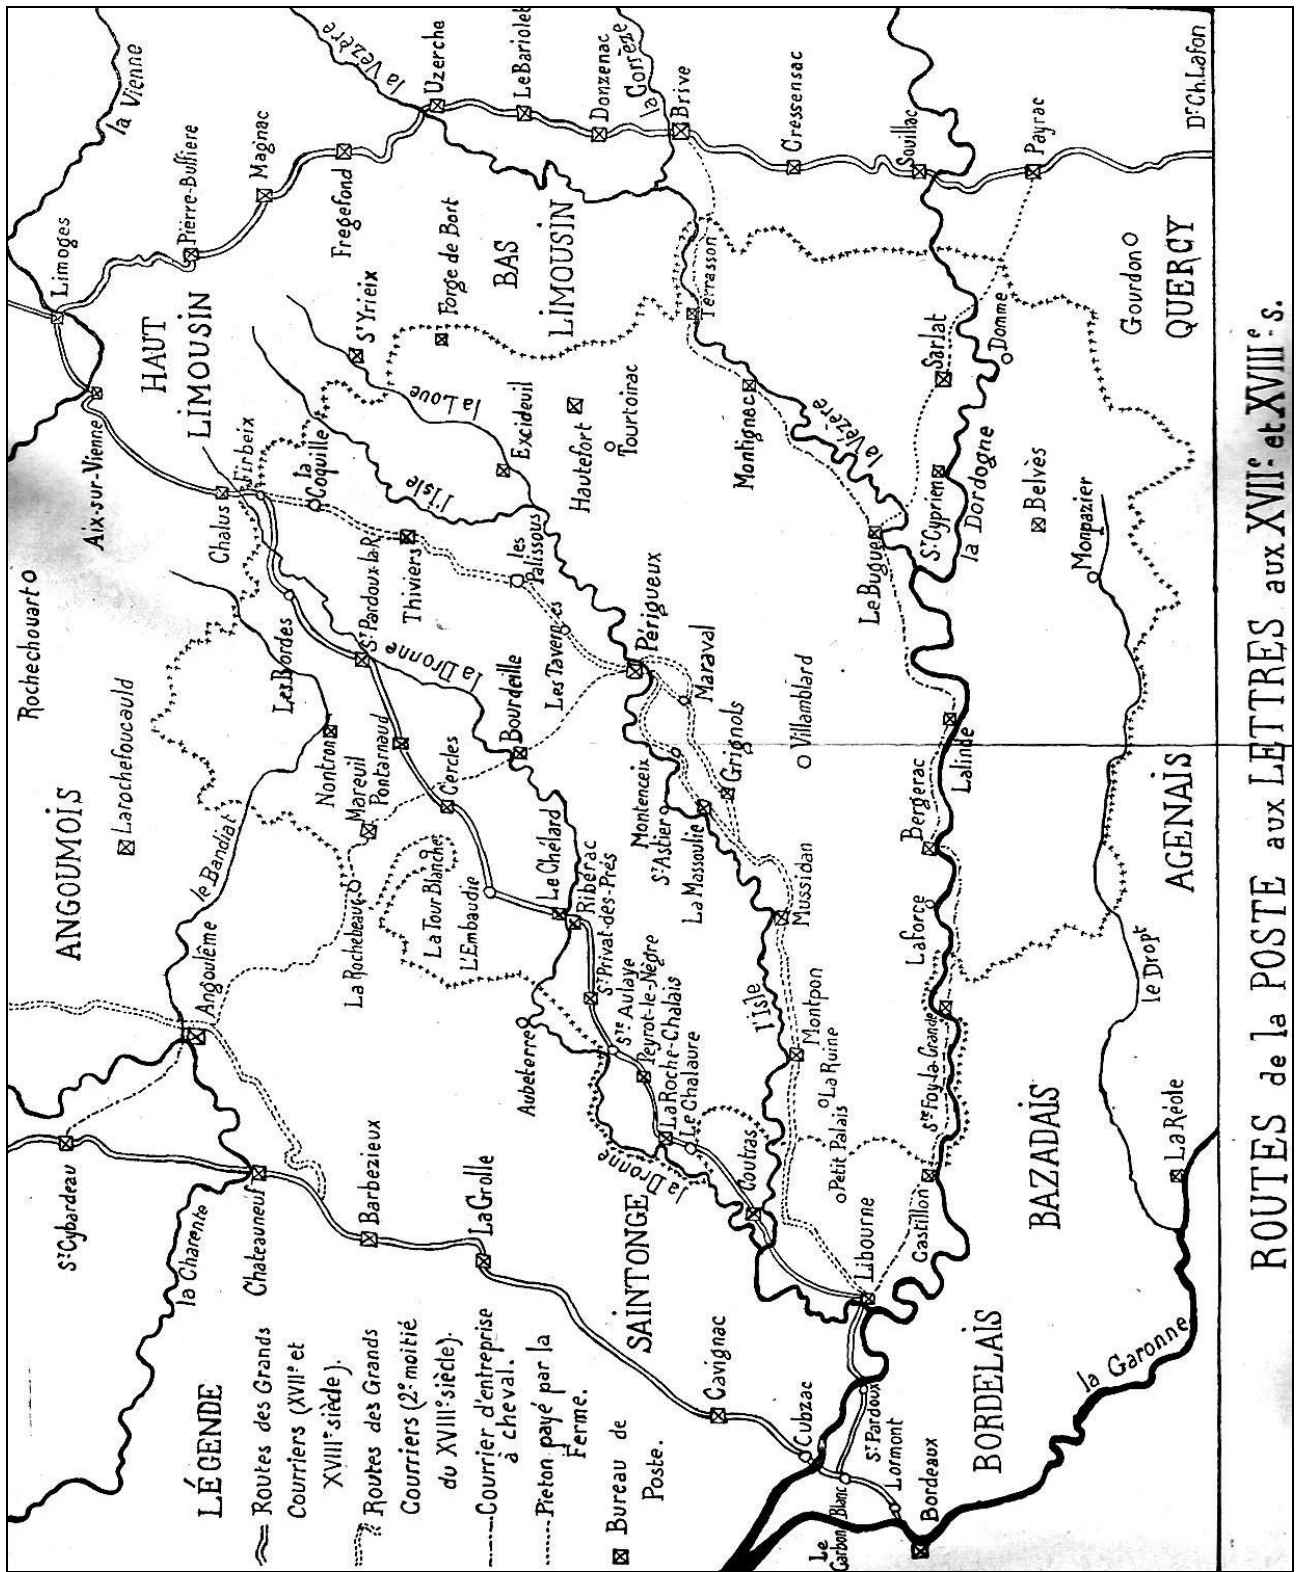 ROUTES de la POSTE aux LETTRES aux XVIIᵉ et XVIIIᵉ s.
LÉGENDE
Routes des Grands
Courriers (XVIIᵉ et
XVIIIᵉ siècle).
Routes des Grands
Courriers (2ᵉ moitié
du XVIIIᵉ siècle).
Courrier d'entreprise
à cheval.
Pieton payé par la
Ferme.
Bureau de
Poste.
ANGOUMOIS
HAUT
LIMOUSIN
BAS
LIMOUSIN
SAINTONGE
BORDELAIS
BAZADAIS
AGENAIS
QUERCY
Sᵗ Cybardeau
la Charente
Chateauneuf
Angoulême
le Bandiat
Larochefoucauld
Rochechouart
Aix-sur-Vienne
Limoges
la Vienne
Pierre-Buffiere
Magnac
Fregefond
la Vezère
Uzerche
Le Bariolet
Donzenac
la Corrèze
Brive
Cressensac
Souillac
Payrac
Dʳ Ch. Lafon
Chalus
Firbeix
la
Coquille
Les Bordes
Sᵗ Pardoux-la-R.
Thiviers
les
Palissous
Les Tavernes
Périgueux
Sᵗ Yrieix
Forge de Bort
la Loue
l'Isle
Excideuil
Hautefort
Tourtoirac
Terrasson
Montignac
la Vézère
Sarlat
Domme
Gourdon
Sᵗ Cyprien
la Dordogne
Belvès
Monpazier
Le Bugue
Nontron
Mareuil
Pontarnaud
la Dronne
Cercles
Bourdeille
La Rochebeauc.
La Tour Blanche
L'Embaudie
Le Chélard
Ribérac
Sᵗ Privat-des-Prés
Sᵗᵉ Aulaye
Peyrot-le-Nègre
La Roche-Chalais
Le Chalaure
Aubeterre
la Dronne
Coutras
Maraval
Grignols
Montenceix
Sᵗ Astier
La Massoulie
Villamblard
Mussidan
l'Isle
Montpon
La Ruine
Petit Palais
Lalinde
Bergerac
Laforce
Sᵗᵉ Foy-la-Grande
Castillon
Libourne
Barbezieux
La Grolle
Cavignac
Cubzac
Sᵗ Pardoux
Le
Carbon Blanc
Lormont
Bordeaux
la Garonne
La Réole
le Dropt